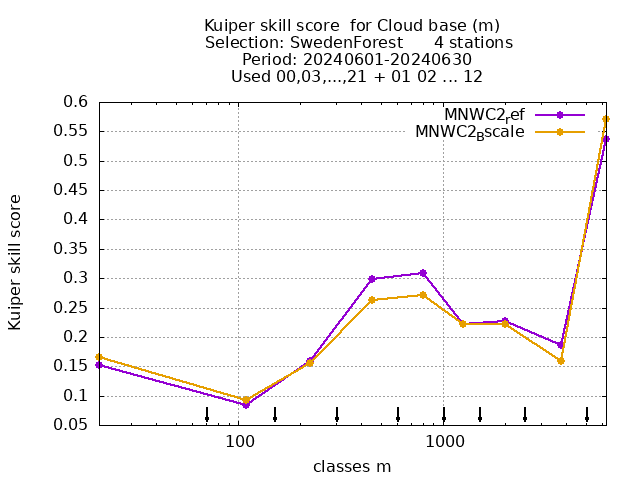 Kuiper skill score  for Cloud base (m)
Selection: SwedenForest      4 stations
Period: 20240601-20240630
Used 00,03,...,21 + 01 02 ... 12
MNWC2ref
MNWC2Bscale
0.6
0.55
0.5
0.45
0.4
0.35
0.3
0.25
0.2
0.15
0.1
0.05
Kuiper skill score
100
1000
classes m